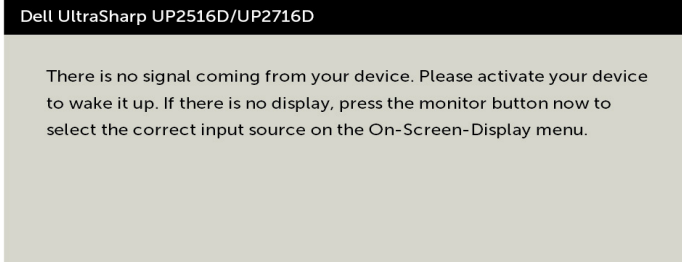 Dell UltraSharp UP2516D/UP2716D
There is no signal coming from your device. Please activate your device
to wake it up. If there is no display, press the monitor button now to
select the correct input source on the On-Screen-Display menu.